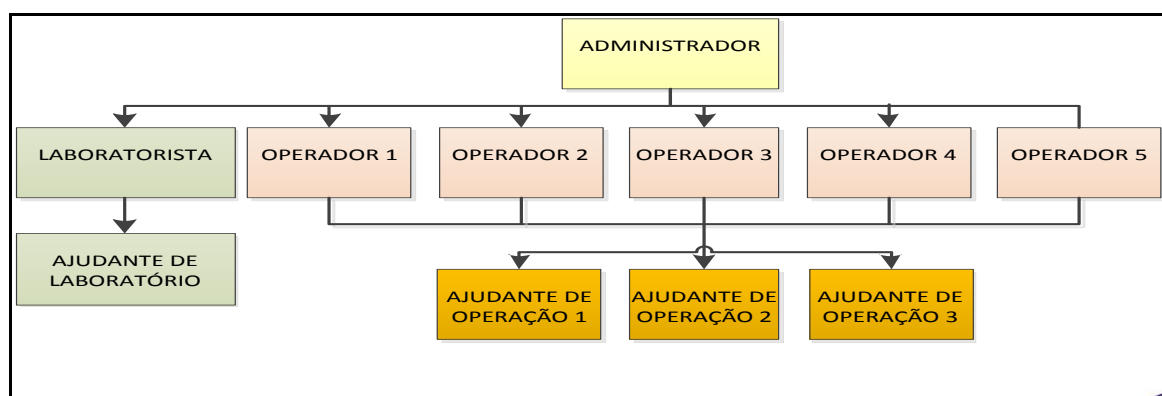 ADMINISTRADOR
LABORATORISTA
OPERADOR 1
OPERADOR 2
OPERADOR 3
OPERADOR 4
OPERADOR 5
AJUDANTE DE
LABORATÓRIO
AJUDANTE DE
OPERAÇÃO 1
AJUDANTE DE
OPERAÇÃO 2
AJUDANTE DE
OPERAÇÃO 3